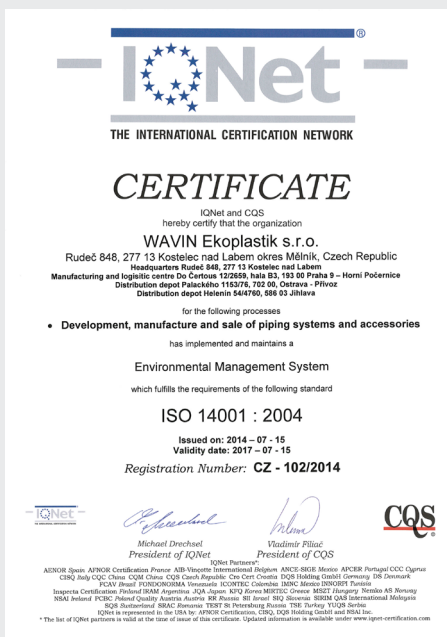 IQNet ®
THE INTERNATIONAL CERTIFICATION NETWORK
CERTIFICATE
IQNet and CQS
hereby certify that the organization
WAVIN Ekoplastik s.r.o.
Rudeč 848, 277 13 Kostelec nad Labem okres Mělník, Czech Republic
Headquarters Rudeč 848, 277 13 Kostelec nad Labem
Manufacturing and logisitic centre Do Čertous 12/2659, hala B3, 193 00 Praha 9 – Horní Počernice
Distribution depot Palackého 1153/76, 702 00, Ostrava - Přívoz
Distribution depot Helenín 54/4760, 586 03 Jihlava
for the following processes
• Development, manufacture and sale of piping systems and accessories
has implemented and maintains a
Environmental Management System
which fulfills the requirements of the following standard
ISO 14001 : 2004
Issued on: 2014 – 07 - 15
Validity date: 2017 – 07 - 15
Registration Number: CZ - 102/2014
IQNet
CQS
Michael Drechsel
Vladimír Filiač
President of IQNet
President of CQS
IQNet Partners*:
AENOR Spain AFNOR Certification France AIB-Vinçotte International Belgium ANCE-SIGE Mexico APCER Portugal CCC Cyprus
CISQ Italy CQC China CQM China CQS Czech Republic Cro Cert Croatia DQS Holding GmbH Germany DS Denmark
FCAV Brazil FONDONORMA Venezuela ICONTEC Colombia IMNC Mexico INNORPI Tunisia
Inspecta Certification Finland IRAM Argentina JQA Japan KFQ Korea MIRTEC Greece MSZT Hungary Nemko AS Norway
NSAI Ireland PCBC Poland Quality Austria Austria RR Russia SII Israel SIQ Slovenia SIRIM QAS International Malaysia
SQS Switzerland SRAC Romania TEST St Petersburg Russia TSE Turkey YUQS Serbia
IQNet is represented in the USA by: AFNOR Certification, CISQ, DQS Holding GmbH and NSAI Inc.
* The list of IQNet partners is valid at the time of issue of this certificate. Updated information is available under www.iqnet-certification.com